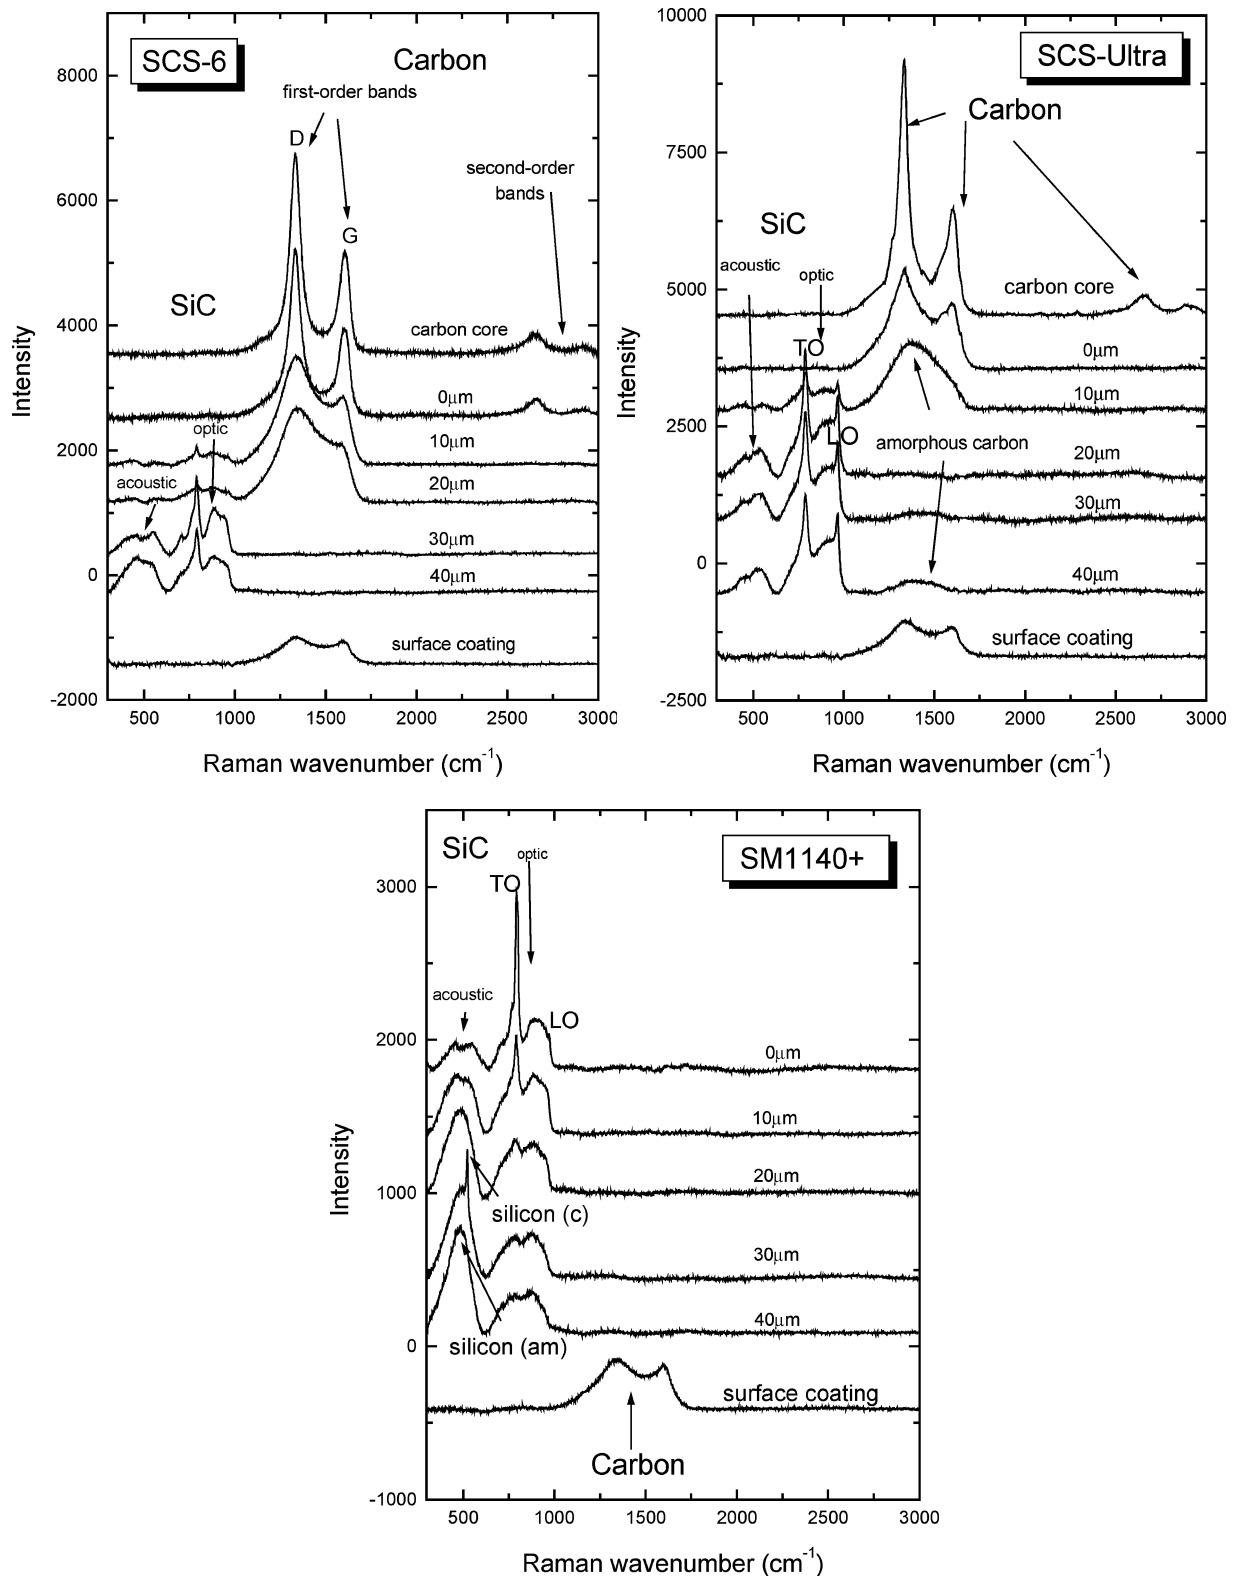 SCS-6
Carbon
first-order bands
D
G
second-order
bands
SiC
carbon core
0μm
optic
10μm
acoustic
20μm
30μm
40μm
surface coating
8000
6000
4000
2000
0
-2000
Intensity
500 1000 1500 2000 2500 3000
Raman wavenumber (cm-1)
SCS-Ultra
Carbon
SiC
acoustic
optic
carbon core
TO
0μm
10μm
LO
amorphous carbon
20μm
30μm
40μm
surface coating
10000
7500
5000
2500
0
-2500
Intensity
500 1000 1500 2000 2500 3000
Raman wavenumber (cm-1)
SM1140+
SiC
optic
TO
acoustic
LO
0μm
10μm
20μm
silicon (c)
30μm
40μm
silicon (am)
surface coating
Carbon
3000
2000
1000
0
-1000
Intensity
500 1000 1500 2000 2500 3000
Raman wavenumber (cm-1)